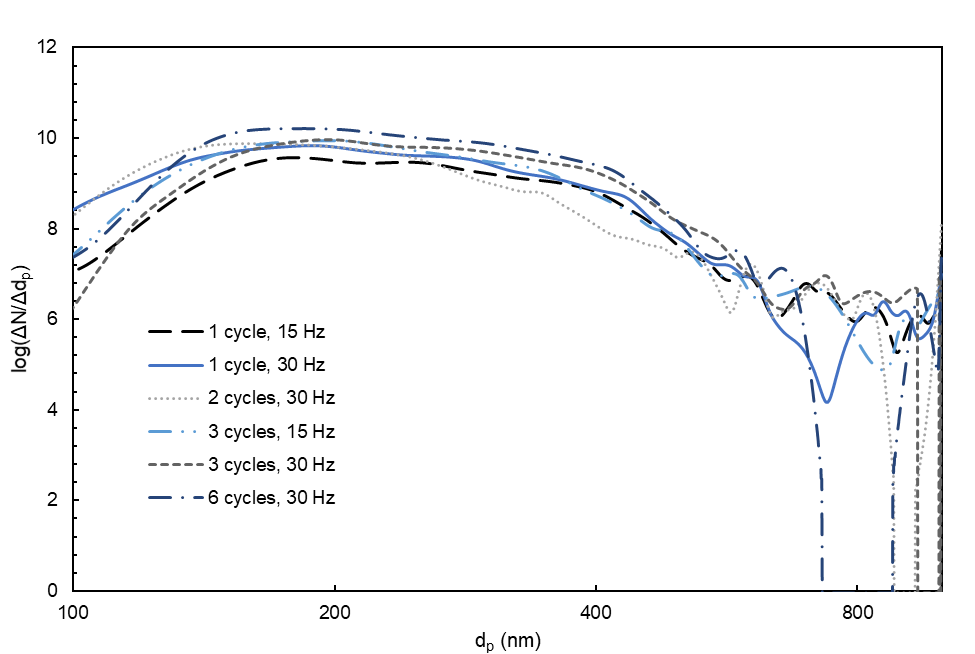 12
10
8
6
4
2
0
log(ΔN/Δdp)
1 cycle, 15 Hz
1 cycle, 30 Hz
2 cycles, 30 Hz
3 cycles, 15 Hz
3 cycles, 30 Hz
6 cycles, 30 Hz
100 200 400 800
dp (nm)